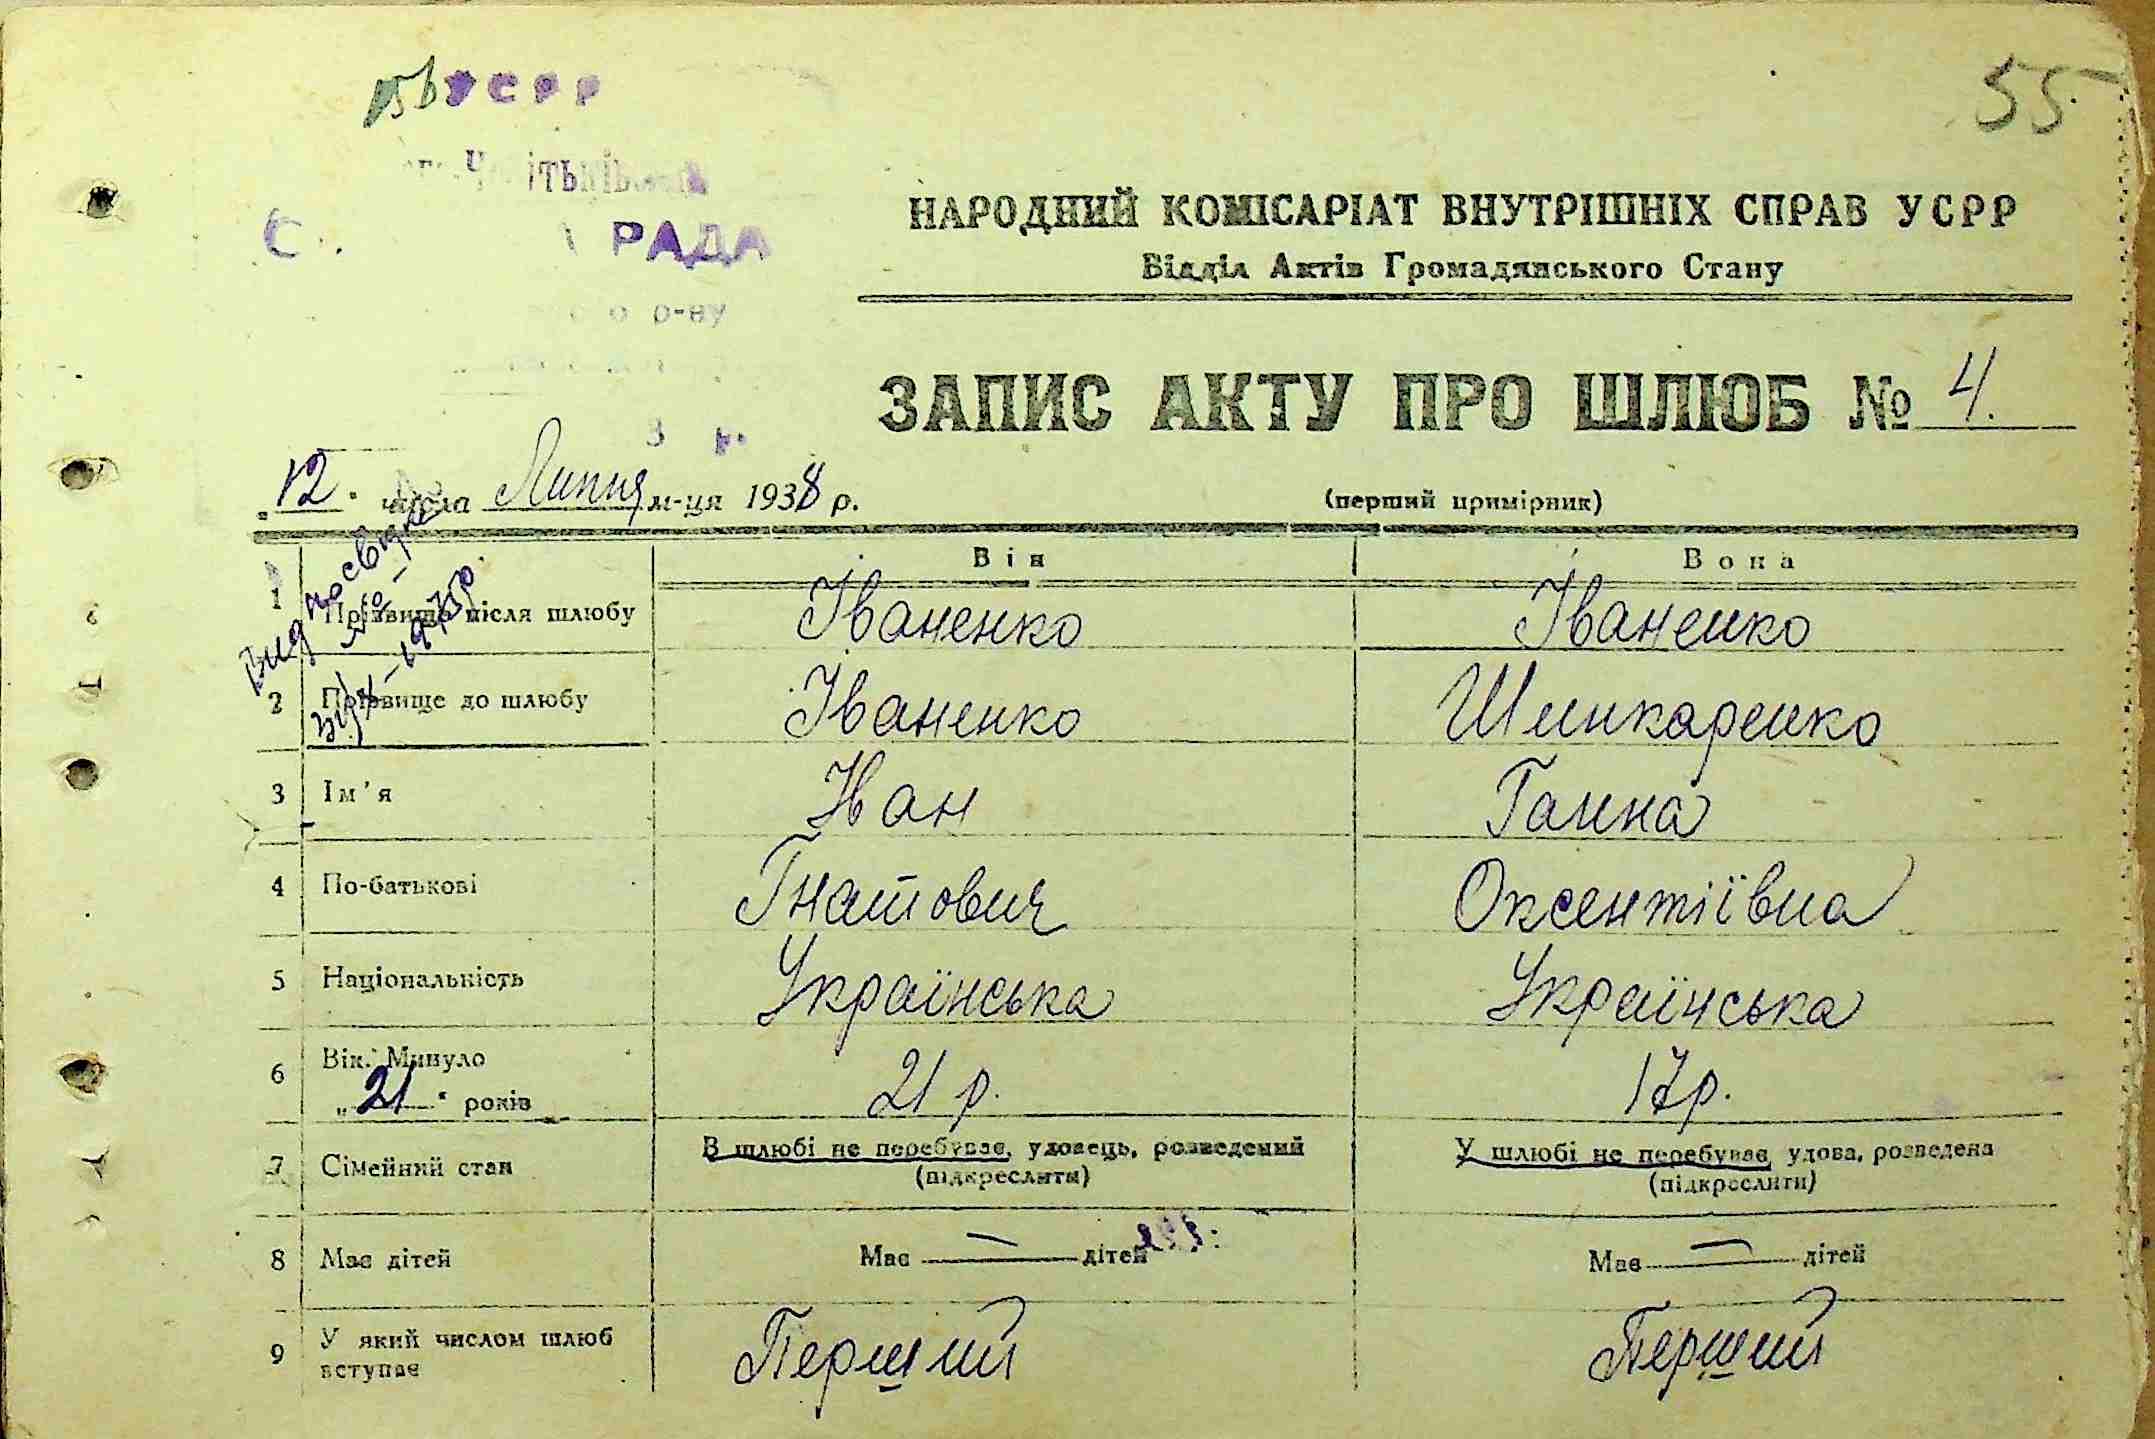 УСРР
55
РАДА
р-ну
НАРОДНИЙ КОМІСАРІАТ ВНУТРІШНІХ СПРАВ УСРР
Відділ Актів Громадянського Стану
ЗАПИС АКТУ ПРО ШЛЮБ № 4.
"12" числа Липня м-ця 1938 р.
(перший примірник)
Він Вона
1 Прізвище після шлюбу Іваненко Іваненко
2 Прізвище до шлюбу Іваненко Шинкаренко
3 Ім'я Іван Ганна
4 По-батькові Гнатович Оксентіївна
5 Національність Українська Українська
6 Вік. Минуло „21" років 21 р. 17р.
7 Сімейний стан В шлюбі не перебуває, удовець, розведений (підкреслити) У шлюбі не перебуває, удова, розведена (підкреслити)
8 Має дітей Має — дітей Має — дітей
9 У який числом шлюб вступає Перший Перший